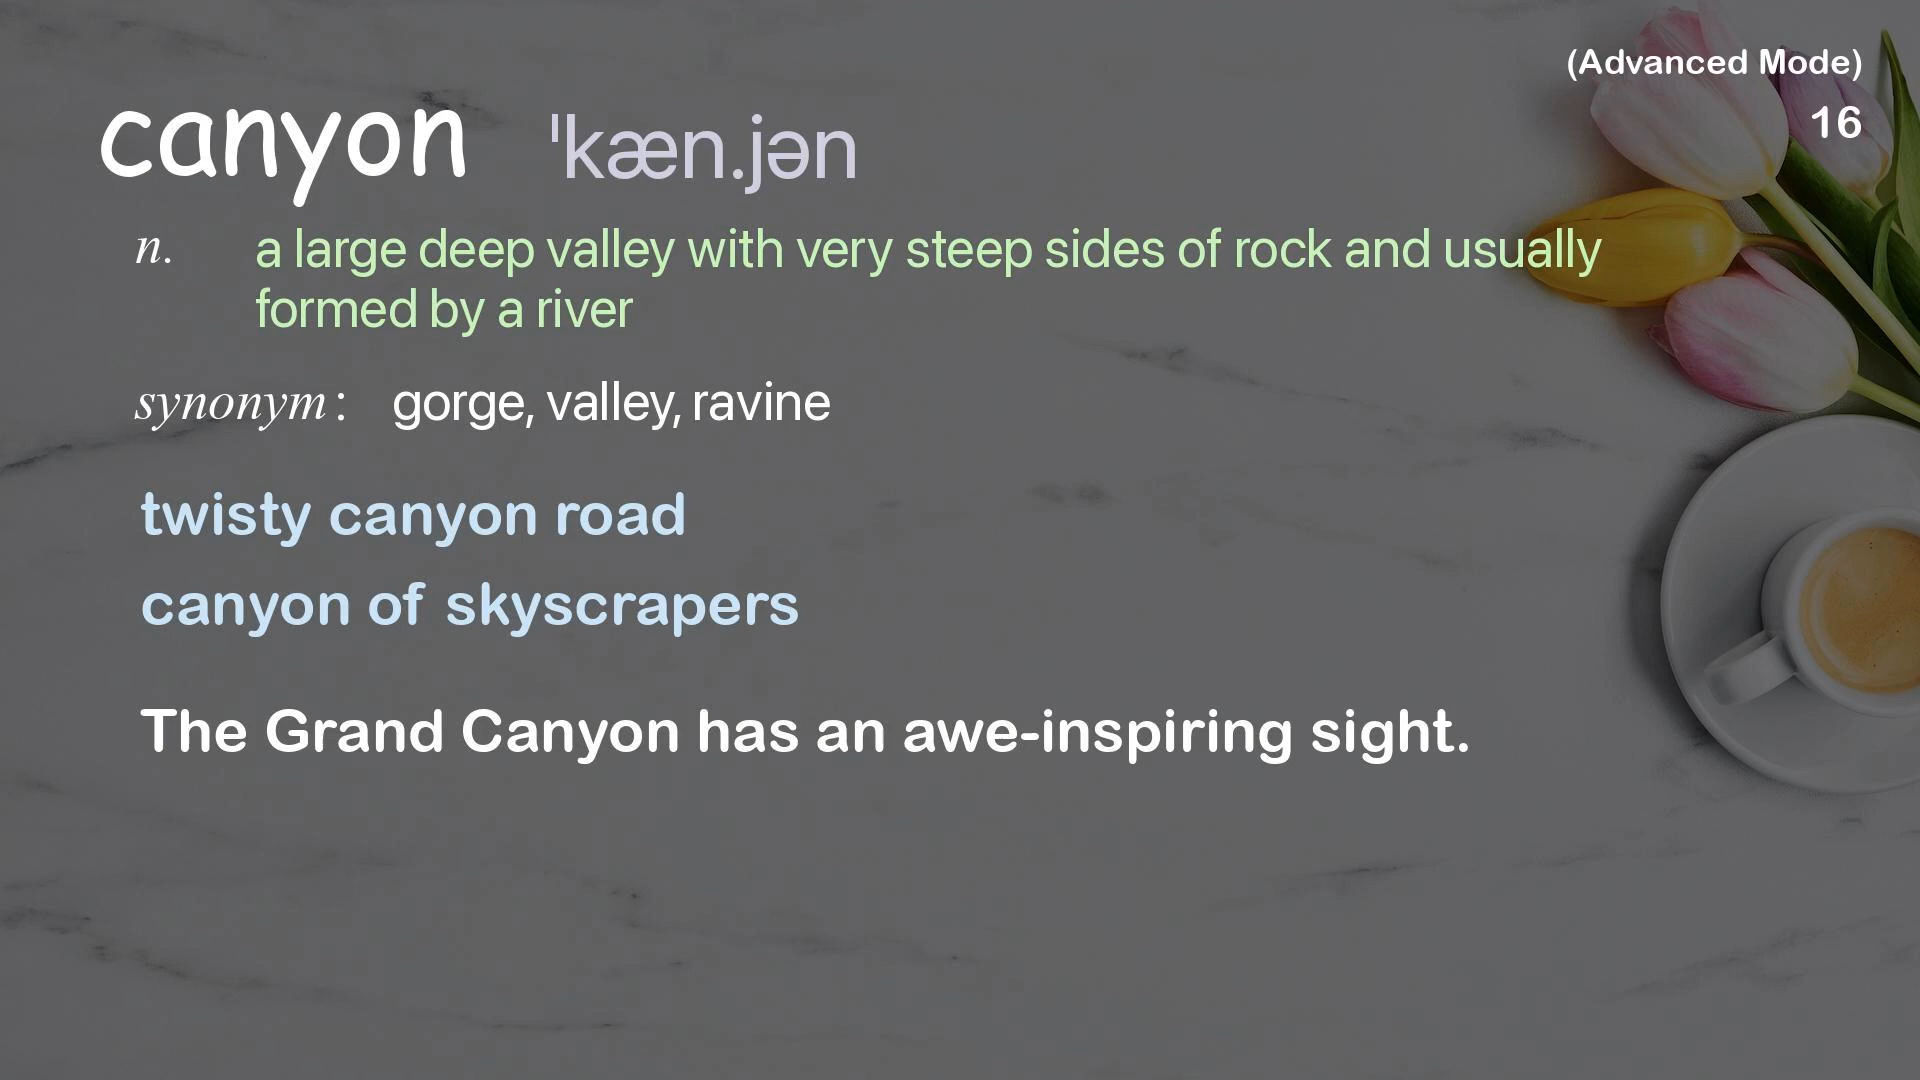 (Advanced Mode)
16
canyon ˈkæn.jən
n. a large deep valley with very steep sides of rock and usually
formed by a river
synonym: gorge, valley, ravine
twisty canyon road
canyon of skyscrapers
The Grand Canyon has an awe-inspiring sight.